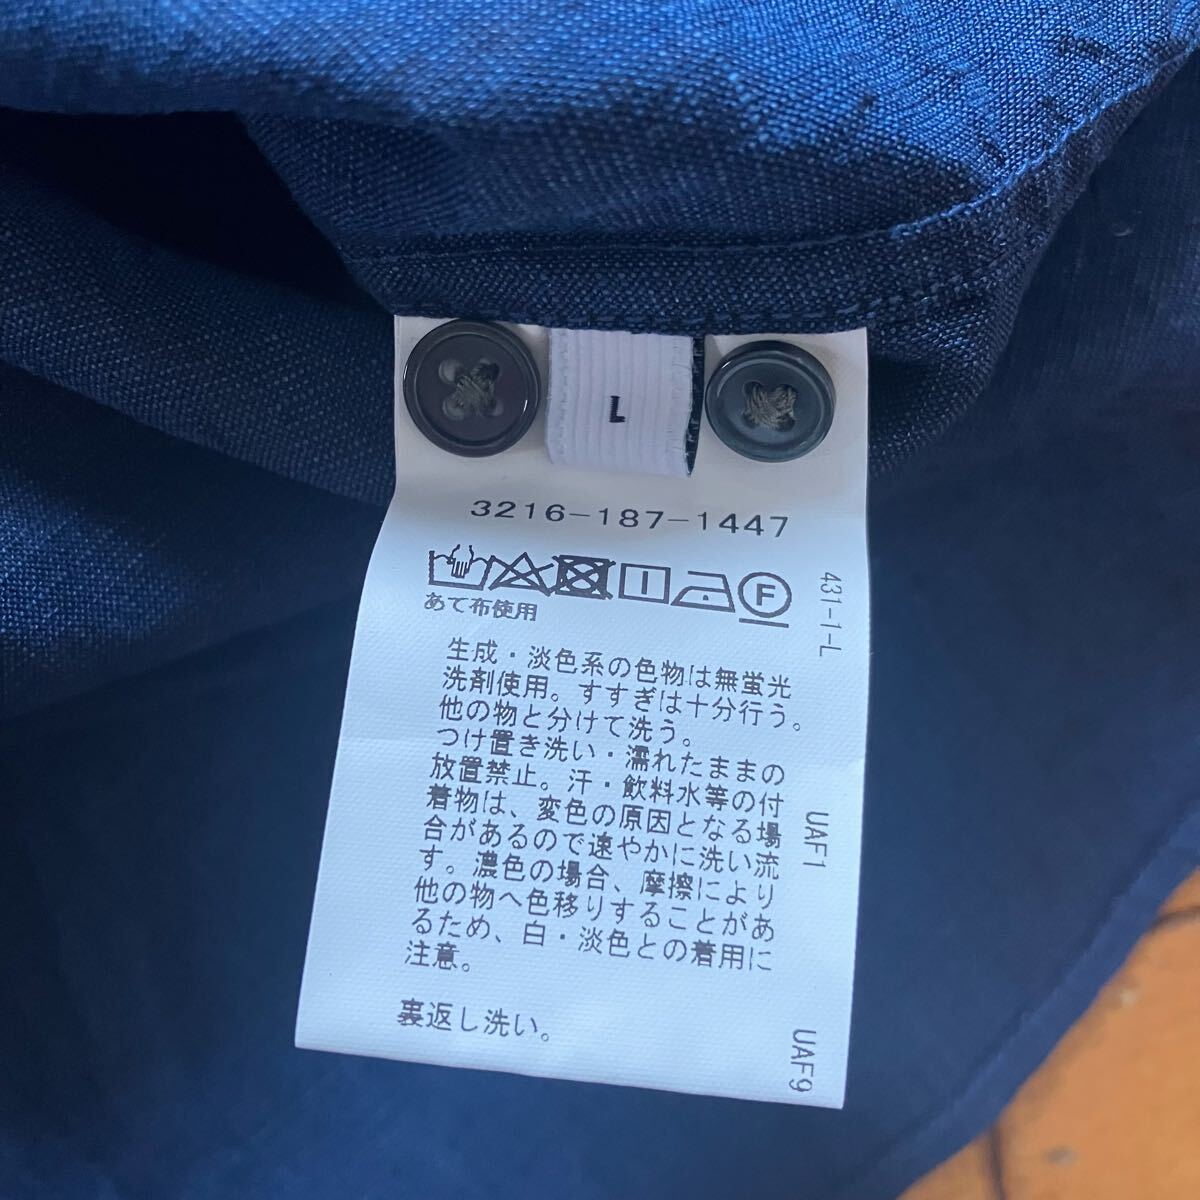 L
3216-187-1447
F
あて布使用
生成・淡色系の色物は無蛍光
洗剤使用。すすぎは十分行う。
他の物と分けて洗う。
つけ置き洗い・濡れたままの
放置禁止。汗・飲料水等の付
着物は、変色の原因となる場
合があるので速やかに洗い流
す。濃色の場合、摩擦により
他の物へ色移りすることがあ
るため、白・淡色との着用に
注意。
裏返し洗い。
431-1-L
UAF1
UAF9